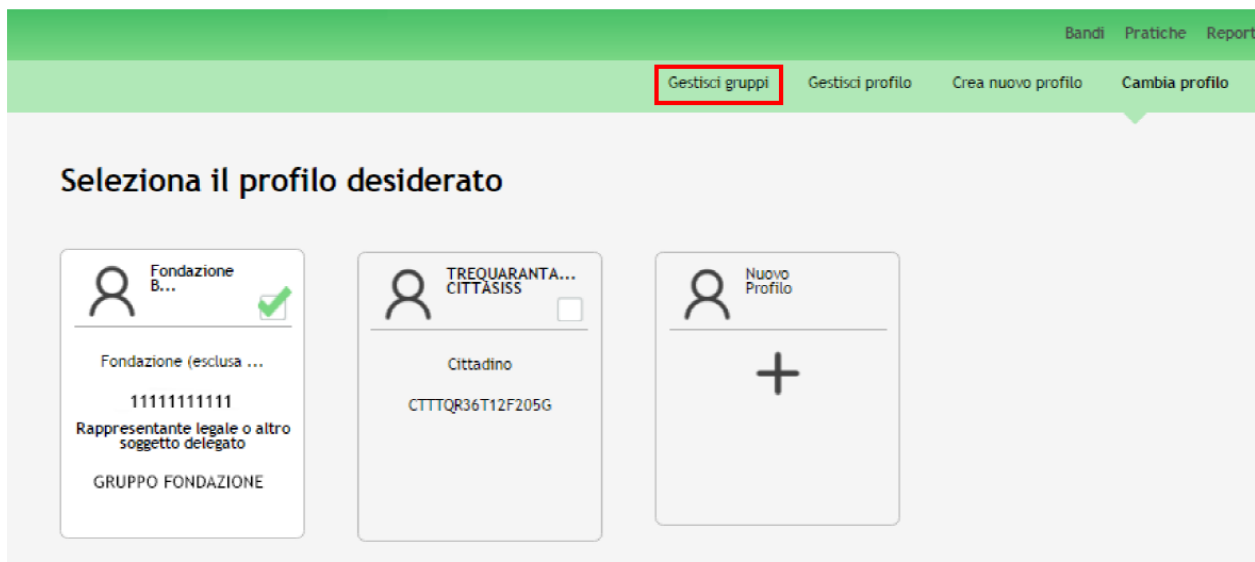 Bandi Pratiche Report
Gestisci gruppi Gestisci profilo Crea nuovo profilo Cambia profilo
Seleziona il profilo desiderato
Fondazione
B...
Fondazione (esclusa ...
11111111111
Rappresentante legale o altro
soggetto delegato
GRUPPO FONDAZIONE
TREQUARANTA...
CITTÀSISS
Cittadino
CTTTQR36T12F205G
Nuovo
Profilo